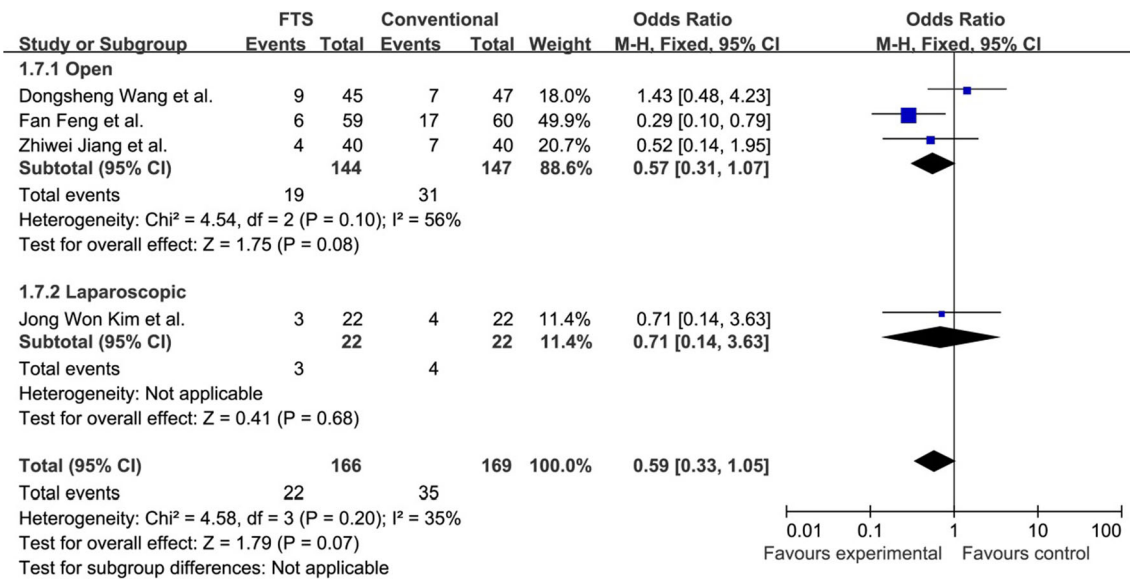 FTS Conventional Odds Ratio Odds Ratio
Study or Subgroup Events Total Events Total Weight M-H, Fixed, 95% CI M-H, Fixed, 95% CI
1.7.1 Open
Dongsheng Wang et al. 9 45 7 47 18.0% 1.43 [0.48, 4.23]
Fan Feng et al. 6 59 17 60 49.9% 0.29 [0.10, 0.79]
Zhiwei Jiang et al. 4 40 7 40 20.7% 0.52 [0.14, 1.95]
Subtotal (95% CI) 144 147 88.6% 0.57 [0.31, 1.07]
Total events 19 31
Heterogeneity: Chi² = 4.54, df = 2 (P = 0.10); I² = 56%
Test for overall effect: Z = 1.75 (P = 0.08)
1.7.2 Laparoscopic
Jong Won Kim et al. 3 22 4 22 11.4% 0.71 [0.14, 3.63]
Subtotal (95% CI) 22 22 11.4% 0.71 [0.14, 3.63]
Total events 3 4
Heterogeneity: Not applicable
Test for overall effect: Z = 0.41 (P = 0.68)
Total (95% CI) 166 169 100.0% 0.59 [0.33, 1.05]
Total events 22 35
Heterogeneity: Chi² = 4.58, df = 3 (P = 0.20); I² = 35%
Test for overall effect: Z = 1.79 (P = 0.07)
Test for subgroup differences: Not applicable
0.01 0.1 1 10 100
Favours experimental Favours control